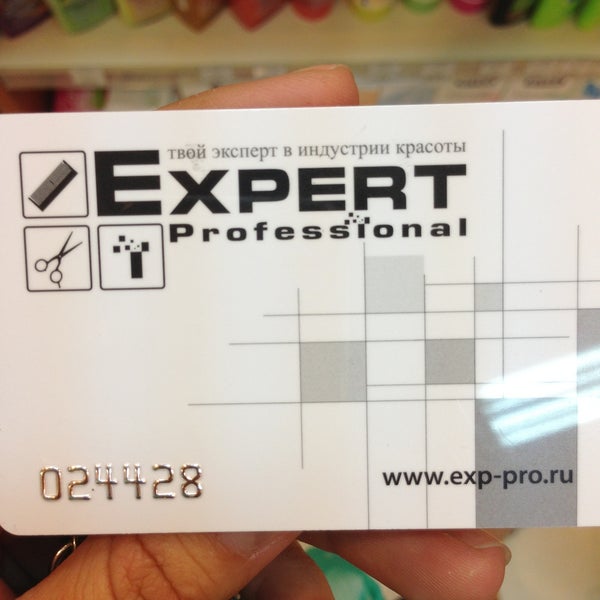 твой эксперт в индустрии красоты
EXPERT
Professional
024428
www.exp-pro.ru